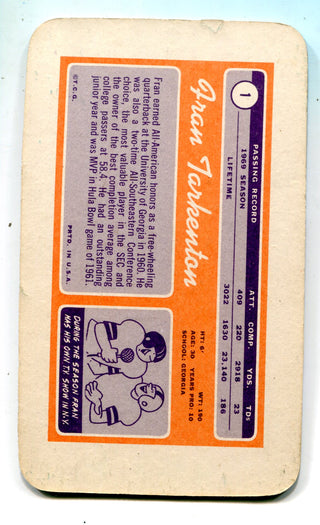 1
PASSING RECORD ATT. COMP. YDS. TDs
1969 SEASON 409 220 2918 23
LIFETIME 3022 1630 23,140 186
Fran Tarkenton
HT: 6' WT: 190
AGE: 30 YEARS PRO: 10
SCHOOL: GEORGIA
Fran earned All-American honors as a free-wheeling
quarterback at the University of Georgia in 1960. He
was also a two-time All-Southeastern Conference
choice, the most valuable player in the SEC and
the owner of the best completion average among
college passers at 58.4. He had an outstanding
junior year and was MVP in Hula Bowl game of 1961.
DURING THE SEASON FRAN
HAS HIS OWN TV SHOW IN N.Y.
©T.C.G. PRTD. IN U.S.A.